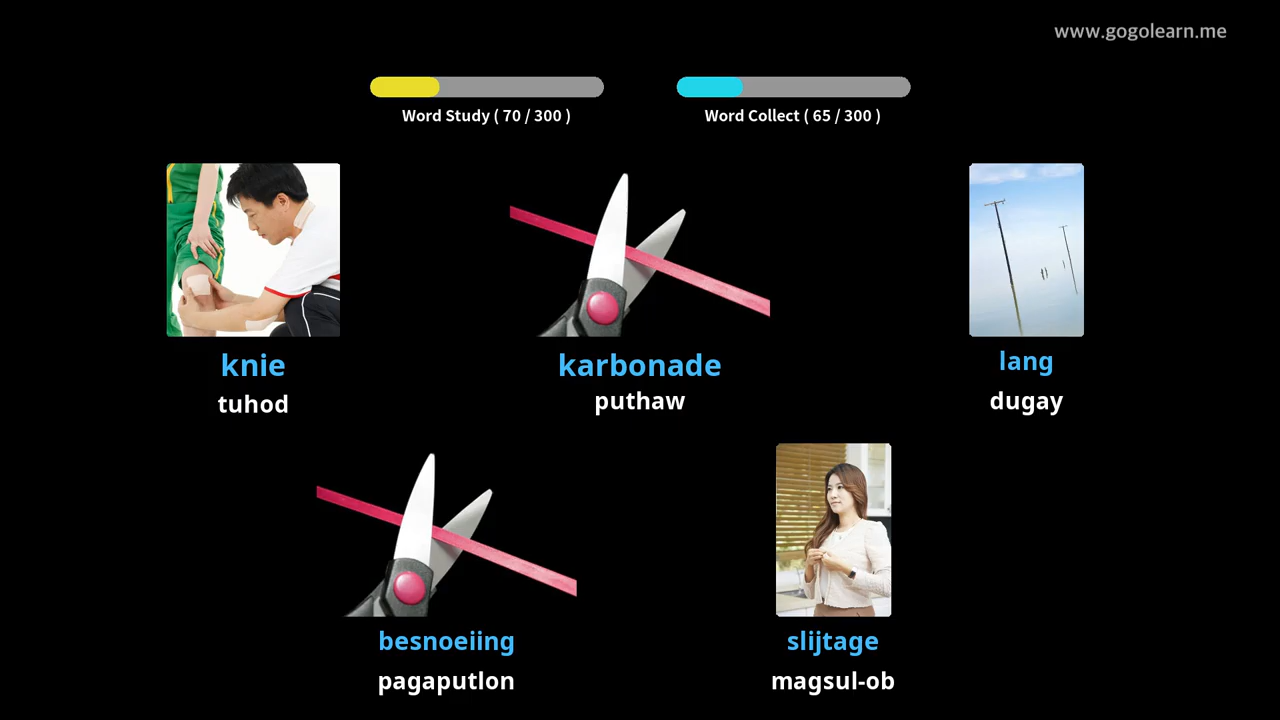 www.gogolearn.me
Word Study ( 70 / 300 )
Word Collect ( 65 / 300 )
knie
tuhod
karbonade
puthaw
lang
dugay
besnoeiing
pagaputlon
slijtage
magsul-ob